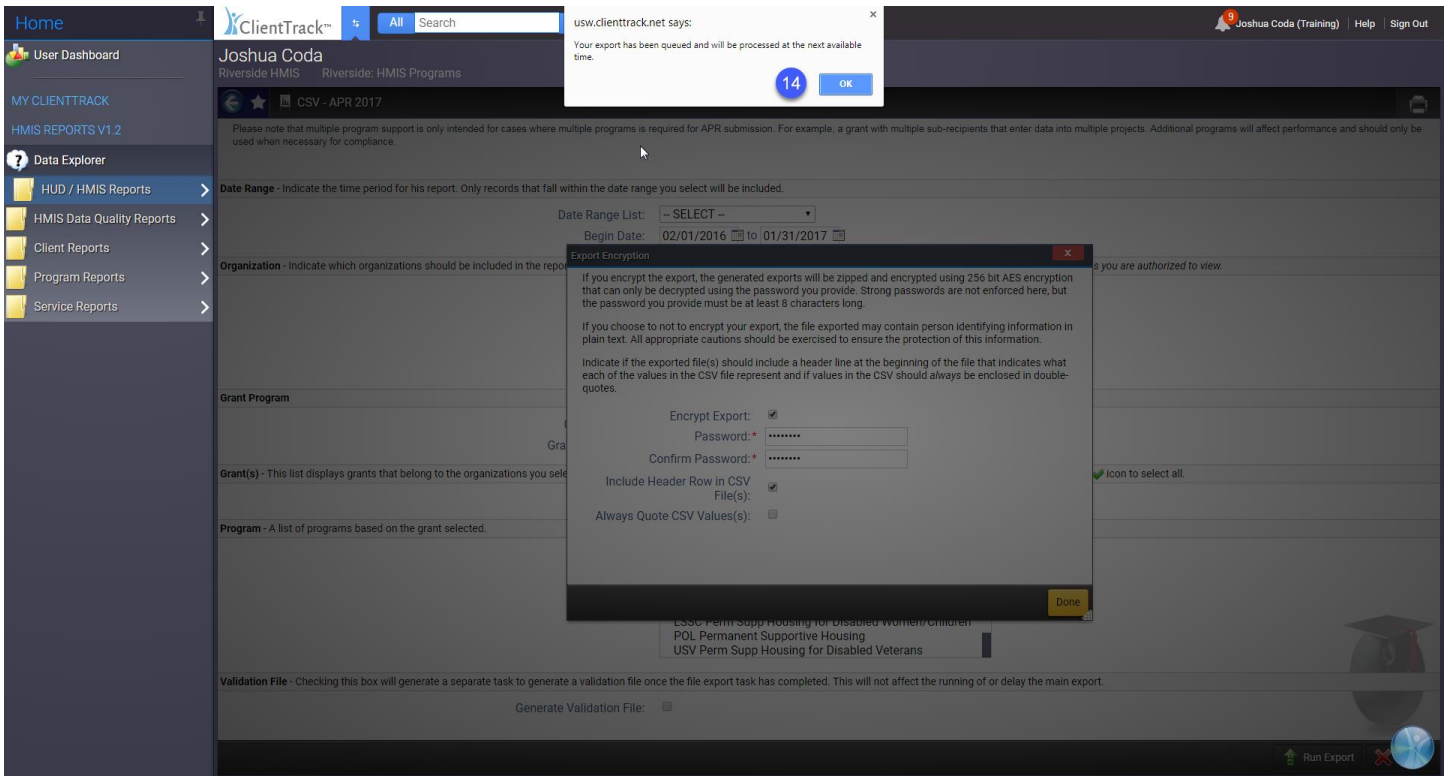 Home
ClientTrack™
All
Search
usw.clienttrack.net says:
Your export has been queued and will be processed at the next available
time.
14
OK
9
Joshua Coda (Training) | Help | Sign Out
User Dashboard
MY CLIENTTRACK
HMIS REPORTS V1.2
Data Explorer
HUD / HMIS Reports
HMIS Data Quality Reports
Client Reports
Program Reports
Service Reports
Joshua Coda
Riverside HMIS Riverside: HMIS Programs
CSV - APR 2017
Please note that multiple program support is only intended for cases where multiple programs is required for APR submission. For example, a grant with multiple sub-recipients that enter data into multiple projects. Additional programs will affect performance and should only be
used when necessary for compliance.
Date Range - Indicate the time period for his report. Only records that fall within the date range you select will be included.
Date Range List: -- SELECT --
Begin Date: 02/01/2016 to 01/31/2017
Organization - Indicate which organizations should be included in the repor
s you are authorized to view.
Export Encryption
If you encrypt the export, the generated exports will be zipped and encrypted using 256 bit AES encryption
that can only be decrypted using the password you provide. Strong passwords are not enforced here, but
the password you provide must be at least 8 characters long.
If you choose to not to encrypt your export, the file exported may contain person identifying information in
plain text. All appropriate cautions should be exercised to ensure the protection of this information.
Indicate if the exported file(s) should include a header line at the beginning of the file that indicates what
each of the values in the CSV file represent and if values in the CSV should always be enclosed in double-
quotes.
Encrypt Export:
Password:* ••••••••
Confirm Password:* ••••••••
Include Header Row in CSV
File(s):
Always Quote CSV Values(s):
Done
Grant Program
Gra
Grant(s) - This list displays grants that belong to the organizations you sele
icon to select all.
Program - A list of programs based on the grant selected.
LSSC Perm Supp Housing for Disabled Women/Children
POL Permanent Supportive Housing
USV Perm Supp Housing for Disabled Veterans
Validation File - Checking this box will generate a separate task to generate a validation file once the file export task has completed. This will not affect the running of or delay the main export.
Generate Validation File:
Run Export